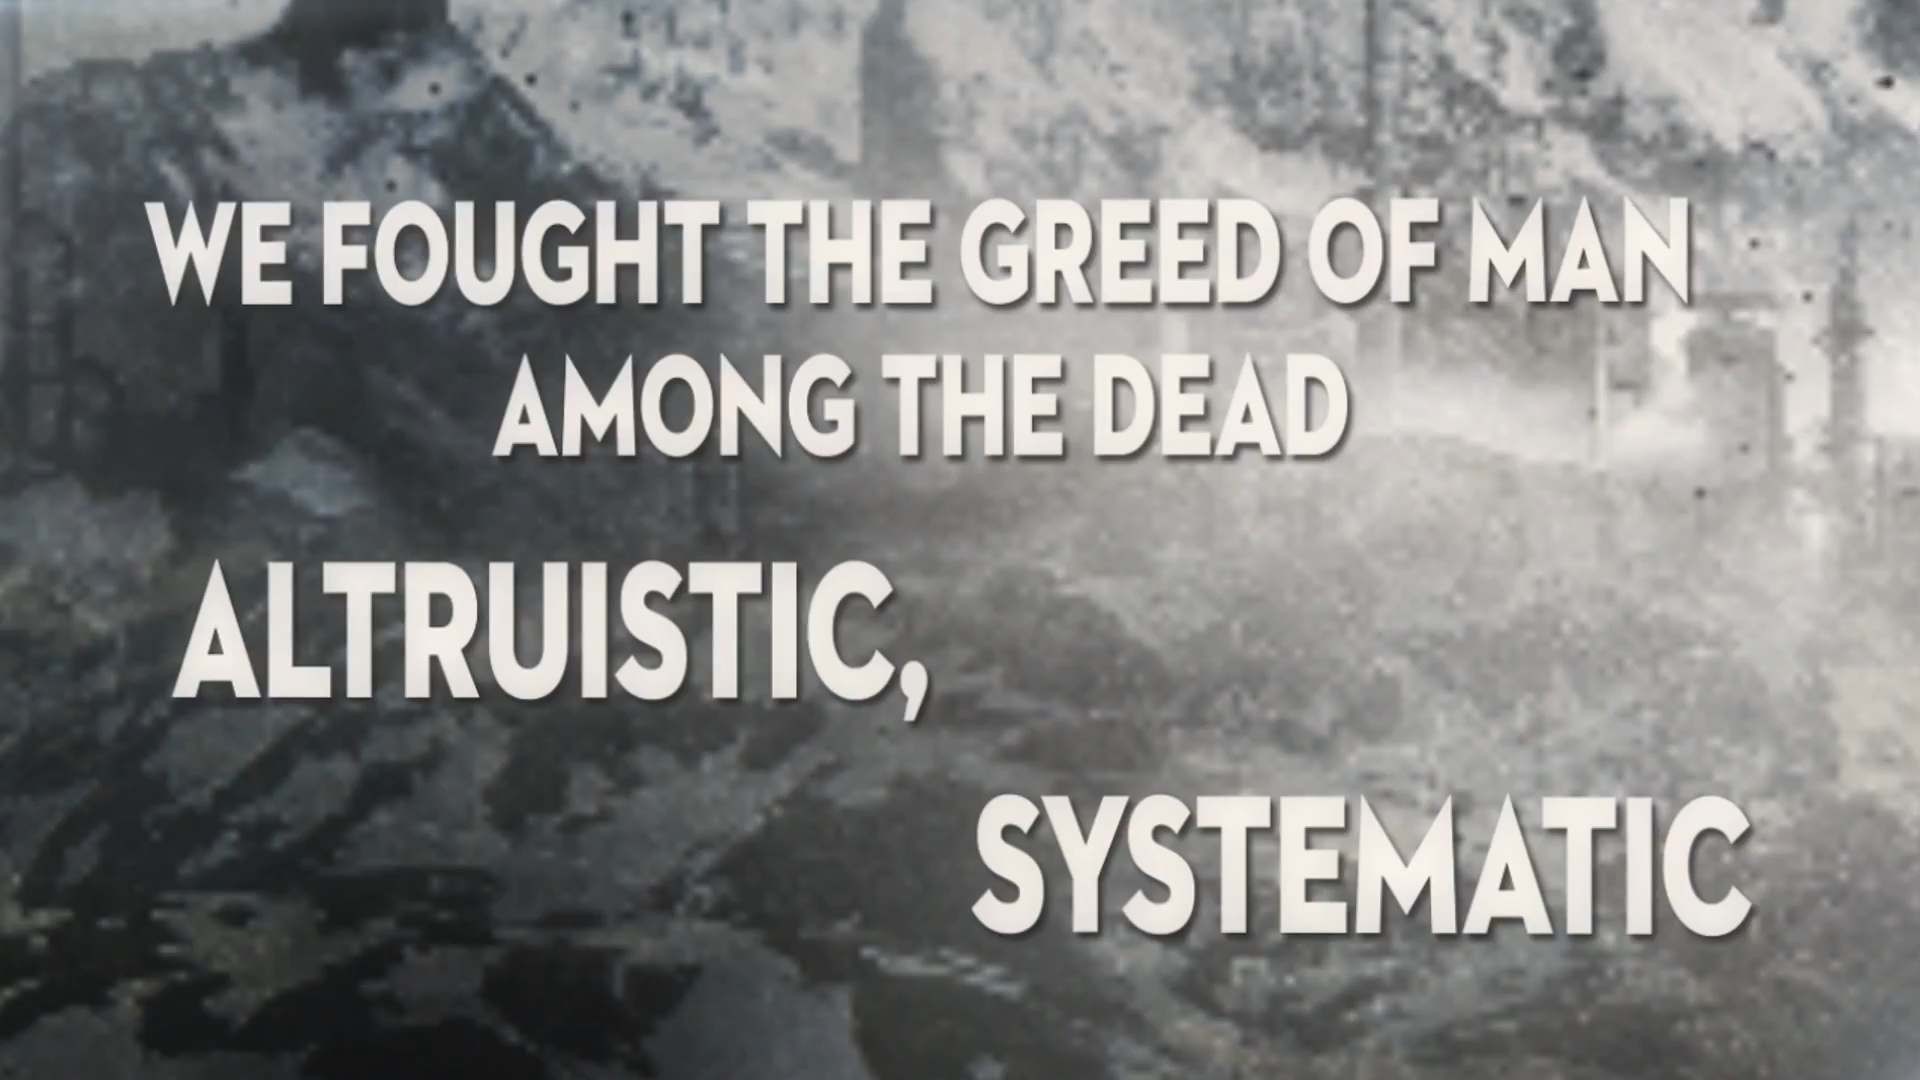 WE FOUGHT THE GREED OF MAN
AMONG THE DEAD
ALTRUISTIC,
SYSTEMATIC